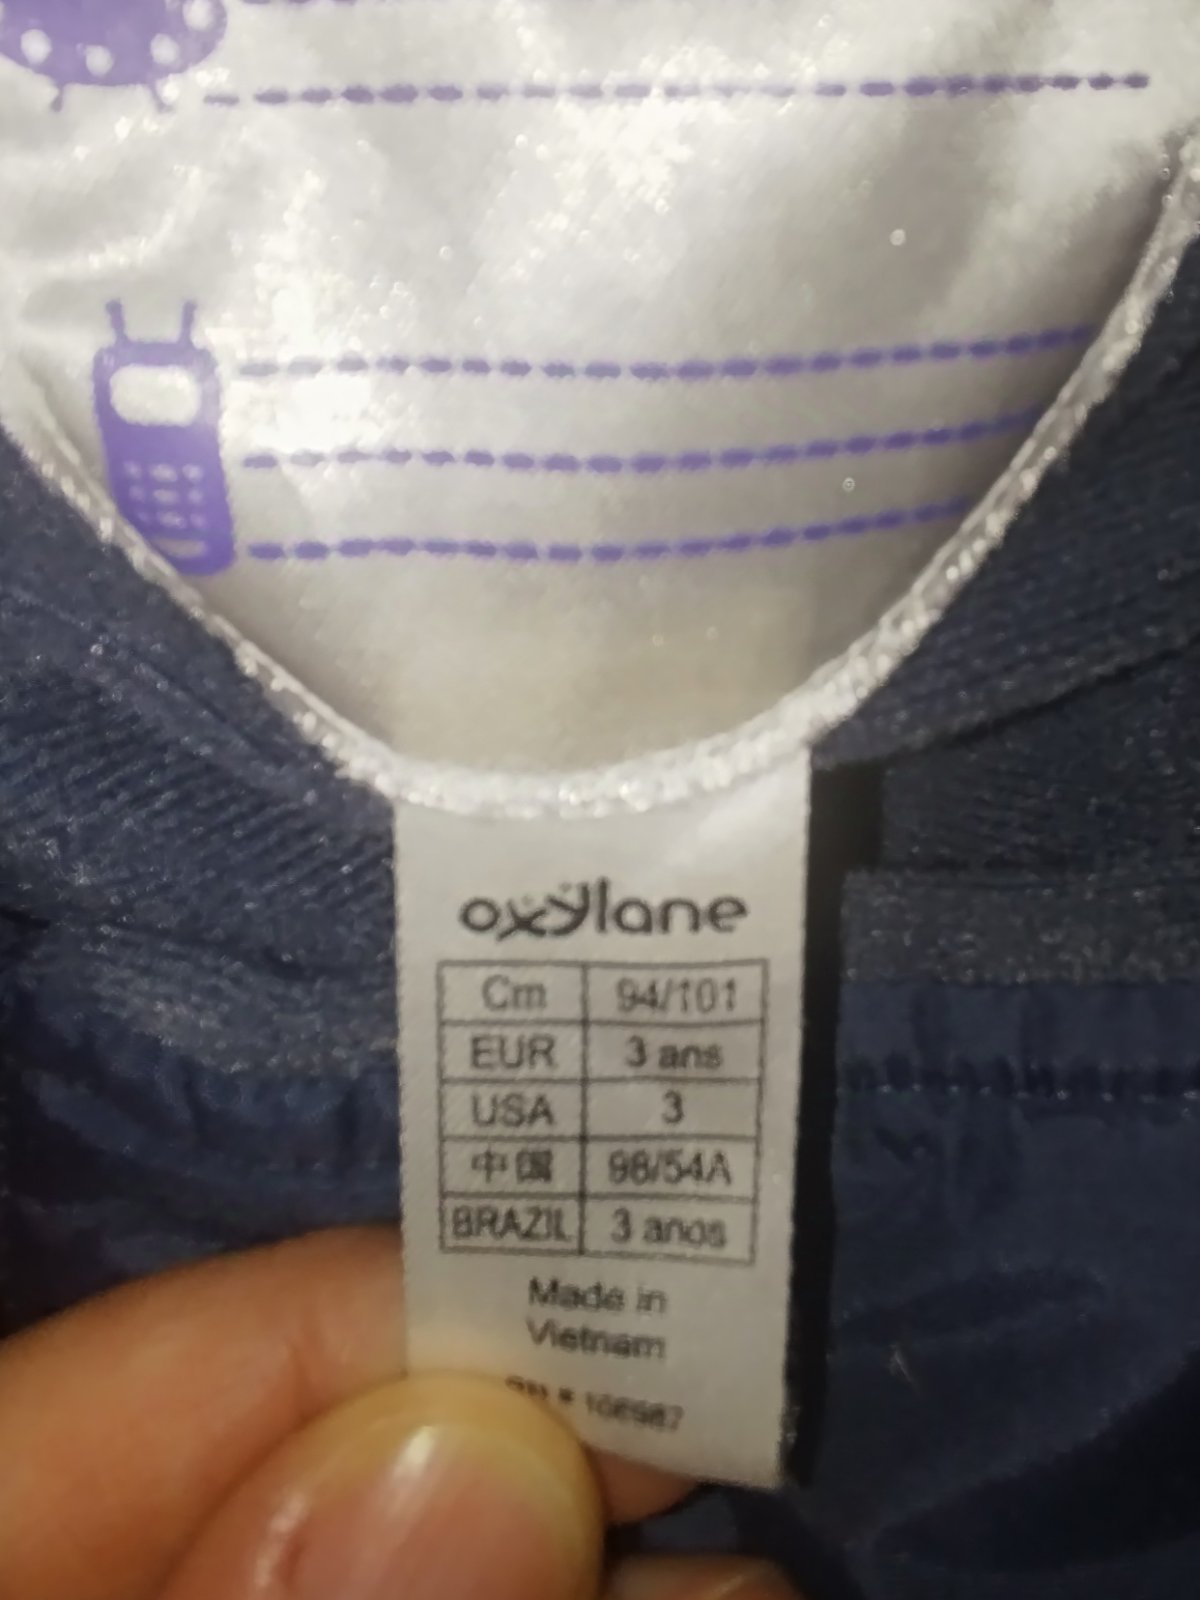 oxylane
Cm 94/101
EUR 3 ans
USA 3
中国 98/54A
BRAZIL 3 anos
Made in
Vietnam